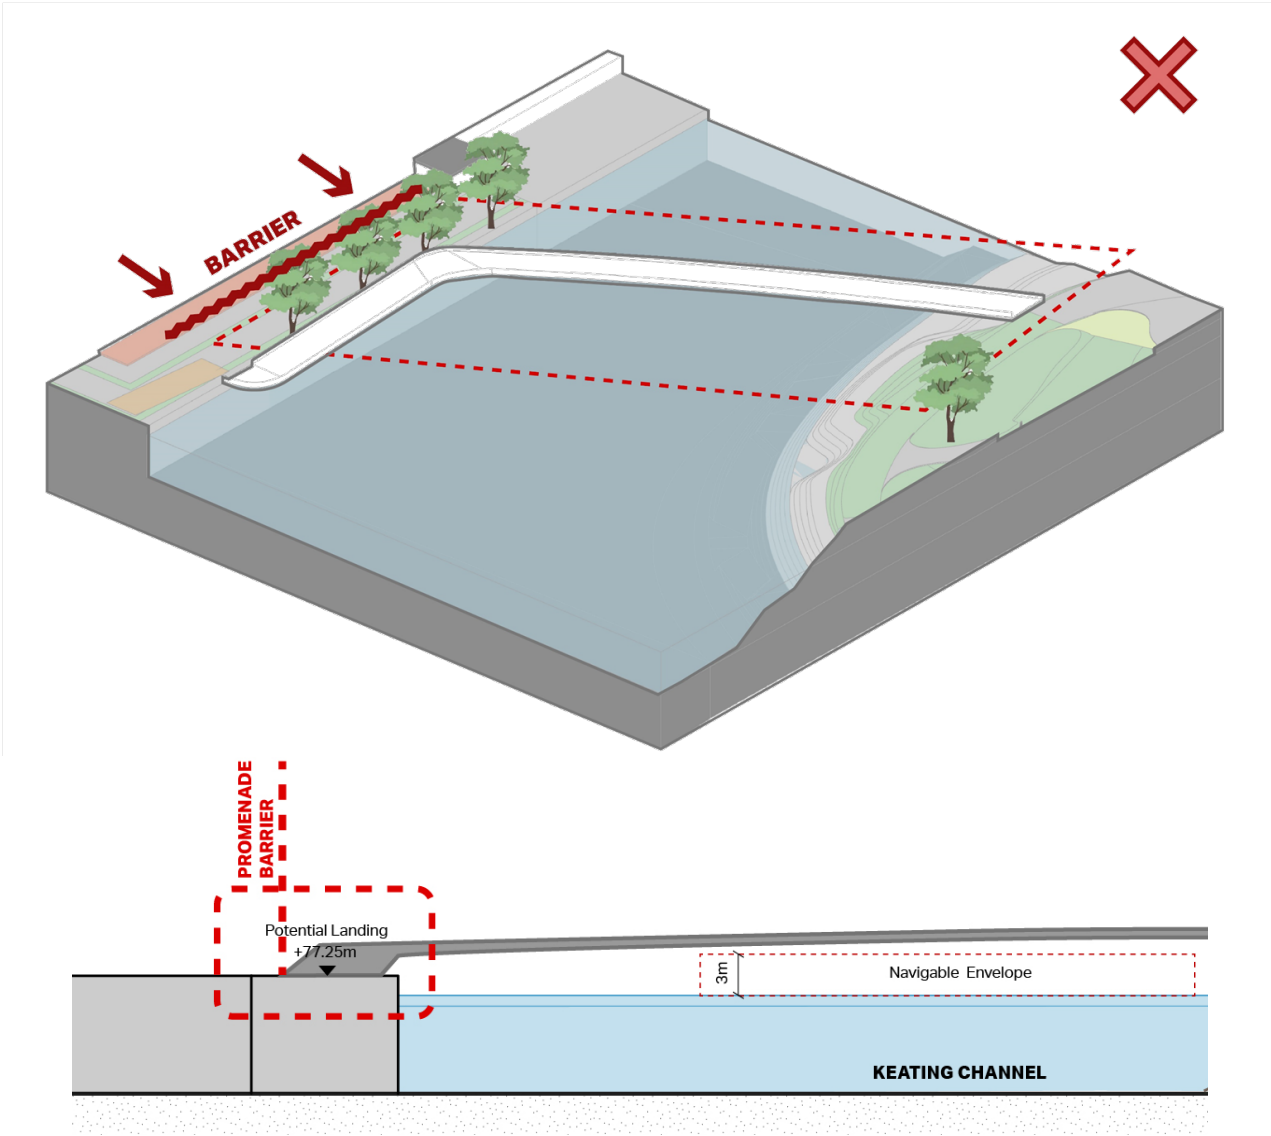 BARRIER
PROMENADE
BARRIER
Potential Landing
+77.25m
3m
Navigable Envelope
KEATING CHANNEL